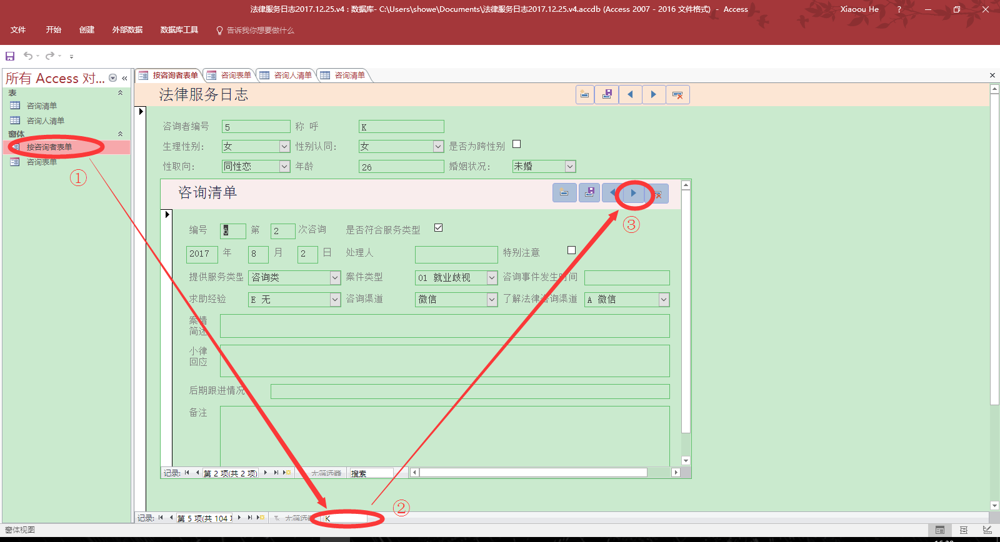 法律服务日志2017.12.25.v4 : 数据库- C:\Users\showe\Documents\法律服务日志2017.12.25.v4.accdb (Access 2007 - 2016 文件格式) - Access
Xiaoou He
?
文件 开始 创建 外部数据 数据库工具 告诉我你想要做什么
所有 Access 对... «
按咨询者表单 咨询表单 咨询人清单 咨询清单
表
咨询清单
咨询人清单
窗体
按咨询者表单
咨询表单
①
法律服务日志
咨询者编号 5 称 呼 K
生理性别: 女 性别认同: 女 是否为跨性别
性取向: 同性恋 年龄 26 婚姻状况: 未婚
咨询清单
③
编号 6 第 2 次咨询 是否符合服务类型
2017 年 8 月 2 日 处理人 特别注意
提供服务类型 咨询类 案件类型 01 就业歧视 咨询事件发生时间
求助经验 E 无 咨询渠道 微信 了解法律咨询渠道 A 微信
案情
简述
小律
回应
后期跟进情况
备注
记录: 第 2 项(共 2 项) 无筛选器 搜索
②
记录: 第 5 项(共 104 无筛选器 K
窗体视图